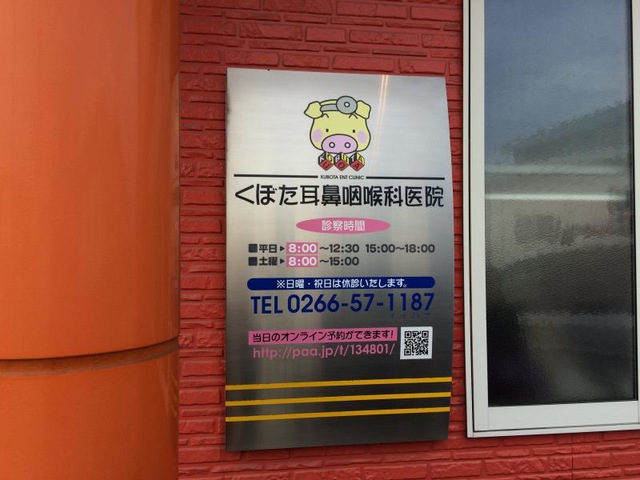 KUBOTA ENT CLINIC
くぼた耳鼻咽喉科医院
診察時間
平日▶8:00～12:30 15:00～18:00
土曜▶8:00～15:00
※日曜・祝日は休診いたします。
TEL 0266-57-1187
当日のオンライン予約ができます!
http://paa.jp/t/134801/